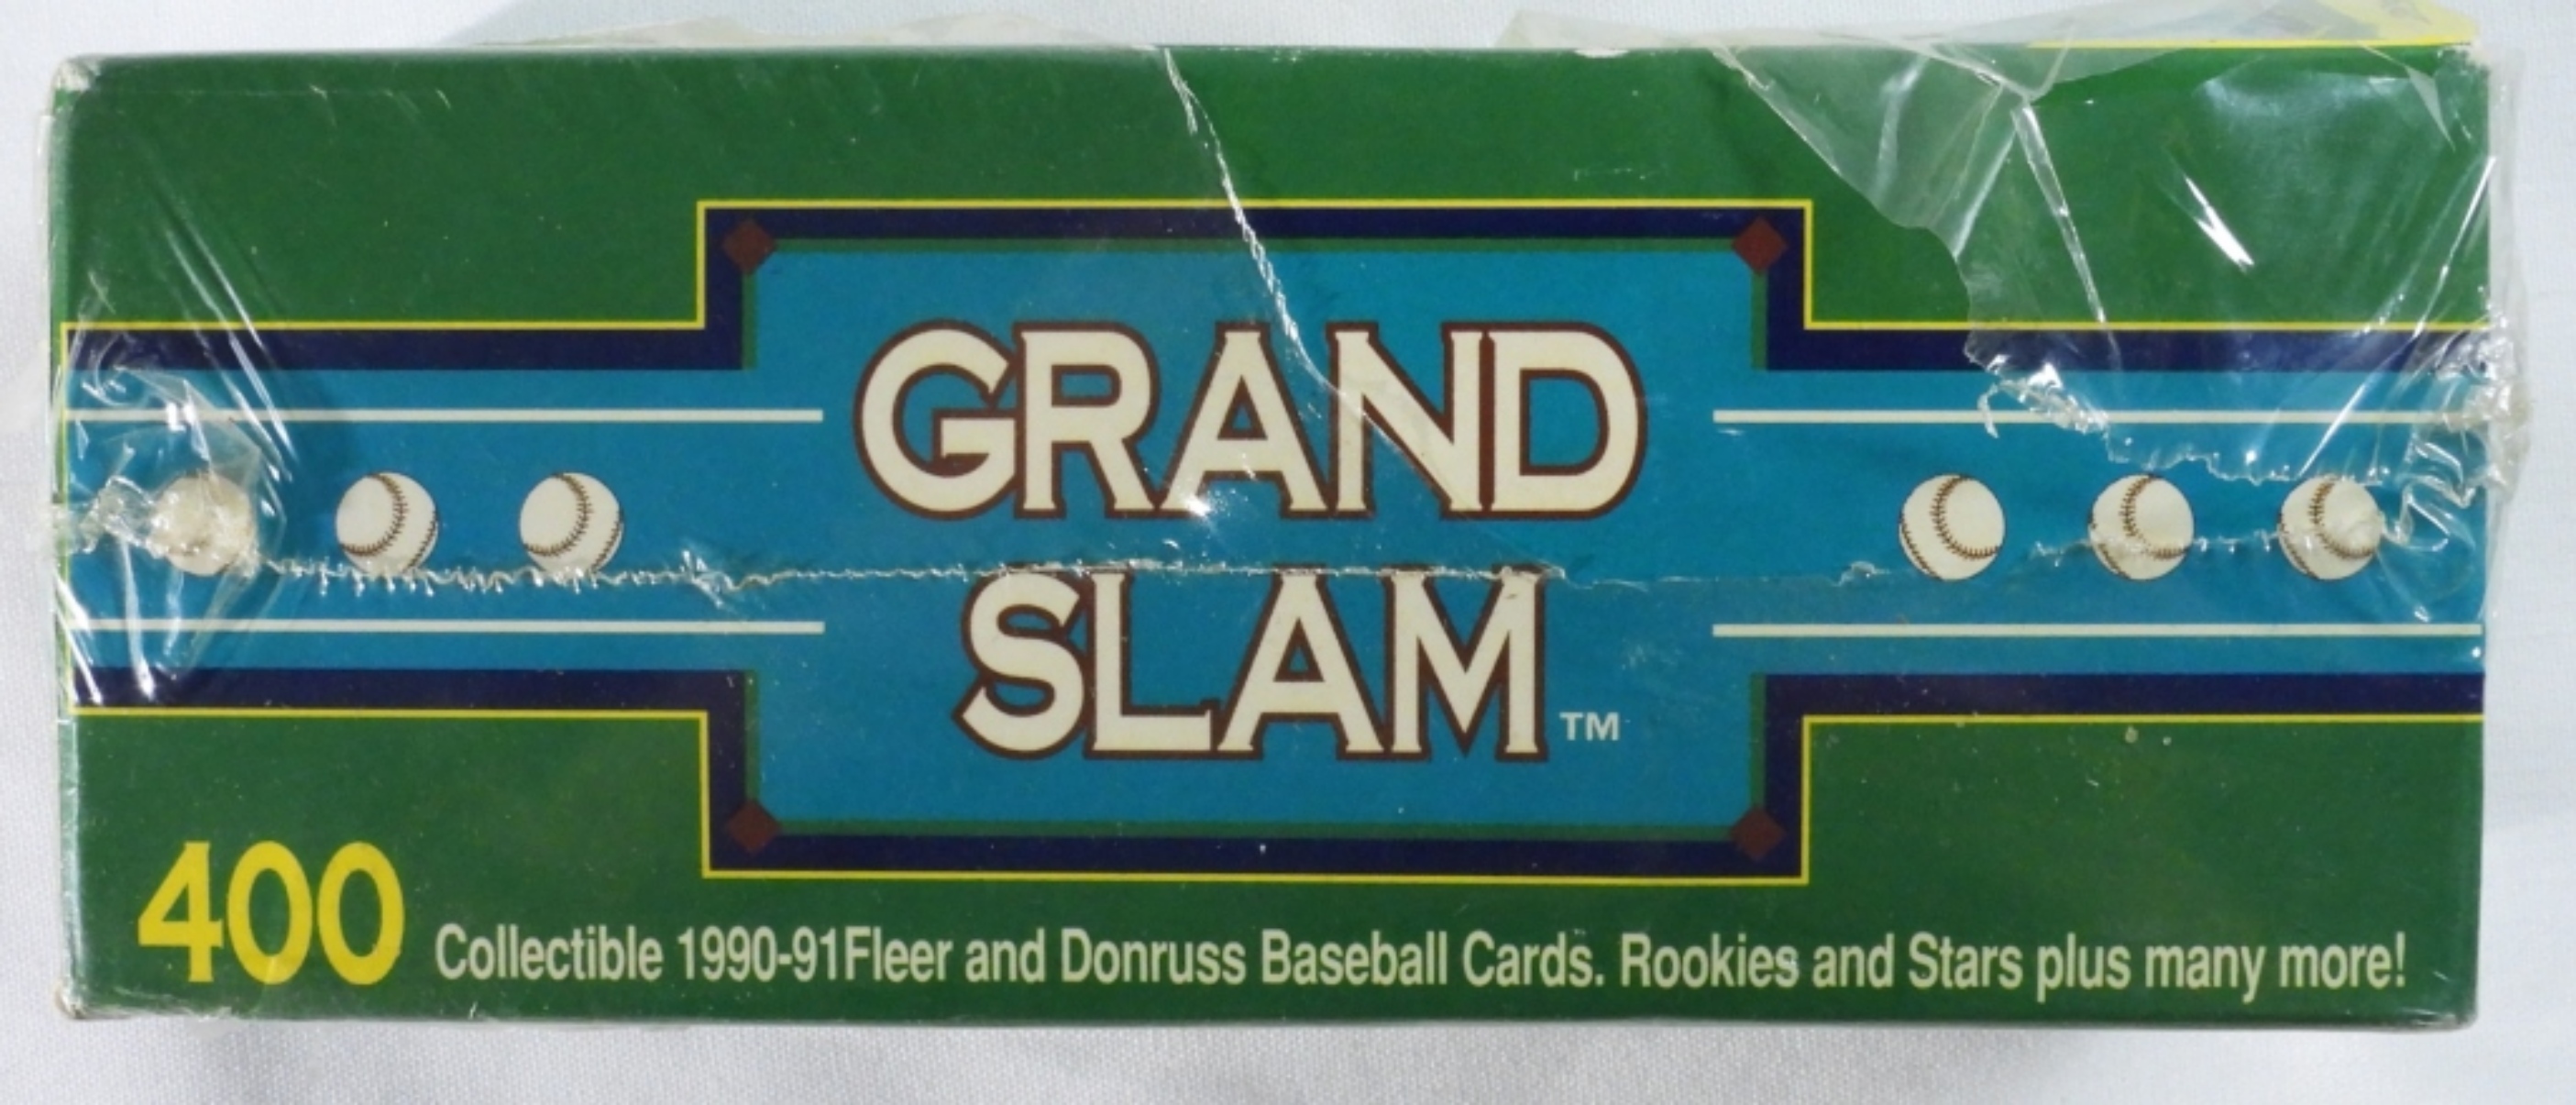 GRAND
SLAM™
400 Collectible 1990-91Fleer and Donruss Baseball Cards. Rookies and Stars plus many more!